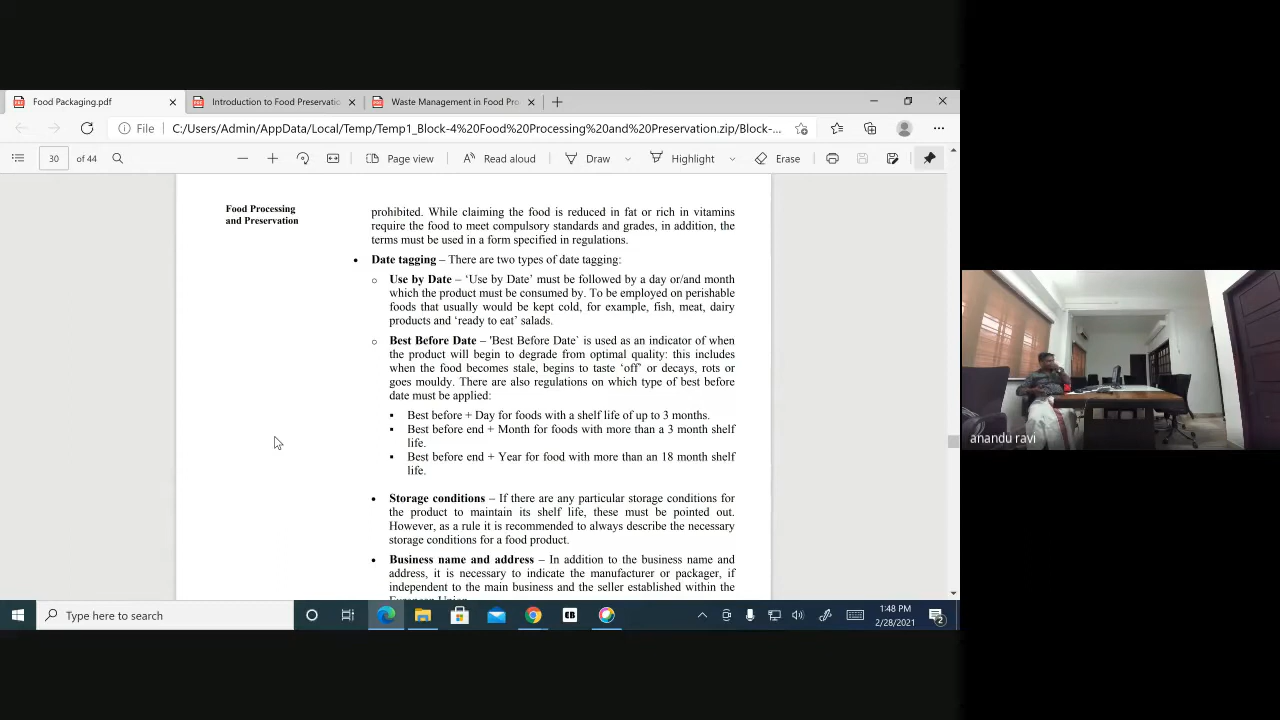 Food Packaging.pdf
Introduction to Food Preservatio
Waste Management in Food Pro
File
C:/Users/Admin/AppData/Local/Temp/Temp1_Block-4%20Food%20Processing%20and%20Preservation.zip/Block-...
30 of 44
Page view
Read aloud
Draw
Highlight
Erase
Food Processing
and Preservation
prohibited. While claiming the food is reduced in fat or rich in vitamins
require the food to meet compulsory standards and grades, in addition, the
terms must be used in a form specified in regulations.
• Date tagging – There are two types of date tagging:
o Use by Date – ‘Use by Date’ must be followed by a day or/and month
which the product must be consumed by. To be employed on perishable
foods that usually would be kept cold, for example, fish, meat, dairy
products and ‘ready to eat’ salads.
o Best Before Date – 'Best Before Date’ is used as an indicator of when
the product will begin to degrade from optimal quality: this includes
when the food becomes stale, begins to taste ‘off’ or decays, rots or
goes mouldy. There are also regulations on which type of best before
date must be applied:
▪ Best before + Day for foods with a shelf life of up to 3 months.
▪ Best before end + Month for foods with more than a 3 month shelf
life.
▪ Best before end + Year for food with more than an 18 month shelf
life.
• Storage conditions – If there are any particular storage conditions for
the product to maintain its shelf life, these must be pointed out.
However, as a rule it is recommended to always describe the necessary
storage conditions for a food product.
• Business name and address – In addition to the business name and
address, it is necessary to indicate the manufacturer or packager, if
independent to the main business and the seller established within the
European Union.
Type here to search
1:48 PM
2/28/2021
2
anandu ravi